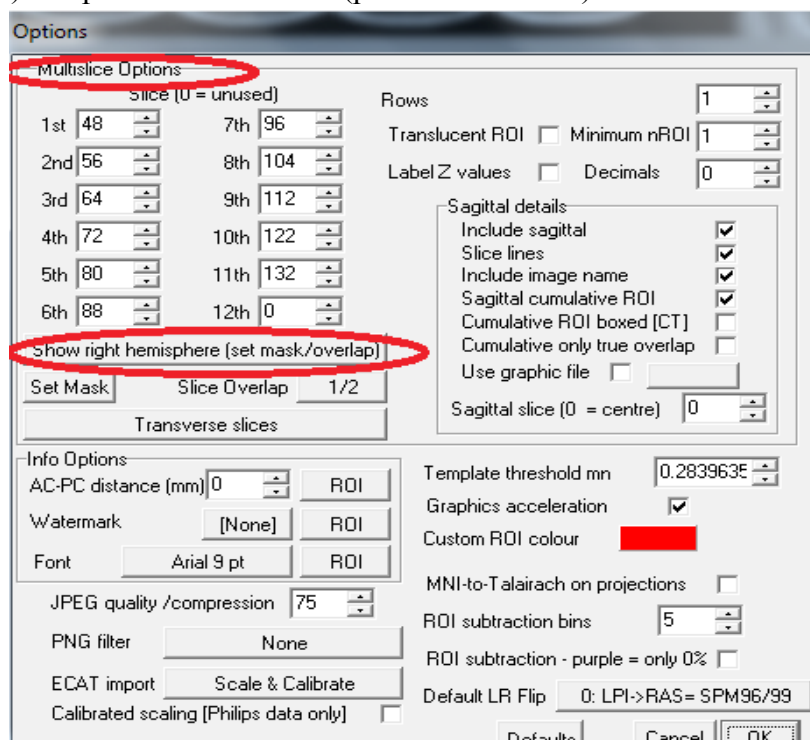 Options
Multislice Options
Slice (0 = unused)
1st 48 7th 96
2nd 56 8th 104
3rd 64 9th 112
4th 72 10th 122
5th 80 11th 132
6th 88 12th 0
Show right hemisphere (set mask/overlap)
Set Mask Slice Overlap 1/2
Transverse slices
Rows 1
Translucent ROI Minimum nROI 1
Label Z values Decimals 0
Sagittal details
Include sagittal
Slice lines
Include image name
Sagittal cumulative ROI
Cumulative ROI boxed [CT]
Cumulative only true overlap
Use graphic file
Sagittal slice (0 = centre) 0
Info Options
AC-PC distance (mm) 0 ROI
Watermark [None] ROI
Font Arial 9 pt ROI
JPEG quality /compression 75
PNG filter None
ECAT import Scale & Calibrate
Calibrated scaling [Philips data only]
Template threshold mn 0.2839635
Graphics acceleration
Custom ROI colour
MNI-to-Talairach on projections
ROI subtraction bins 5
ROI subtraction - purple = only 0%
Default LR Flip 0: LPI->RAS= SPM96/99
Defaults Cancel OK